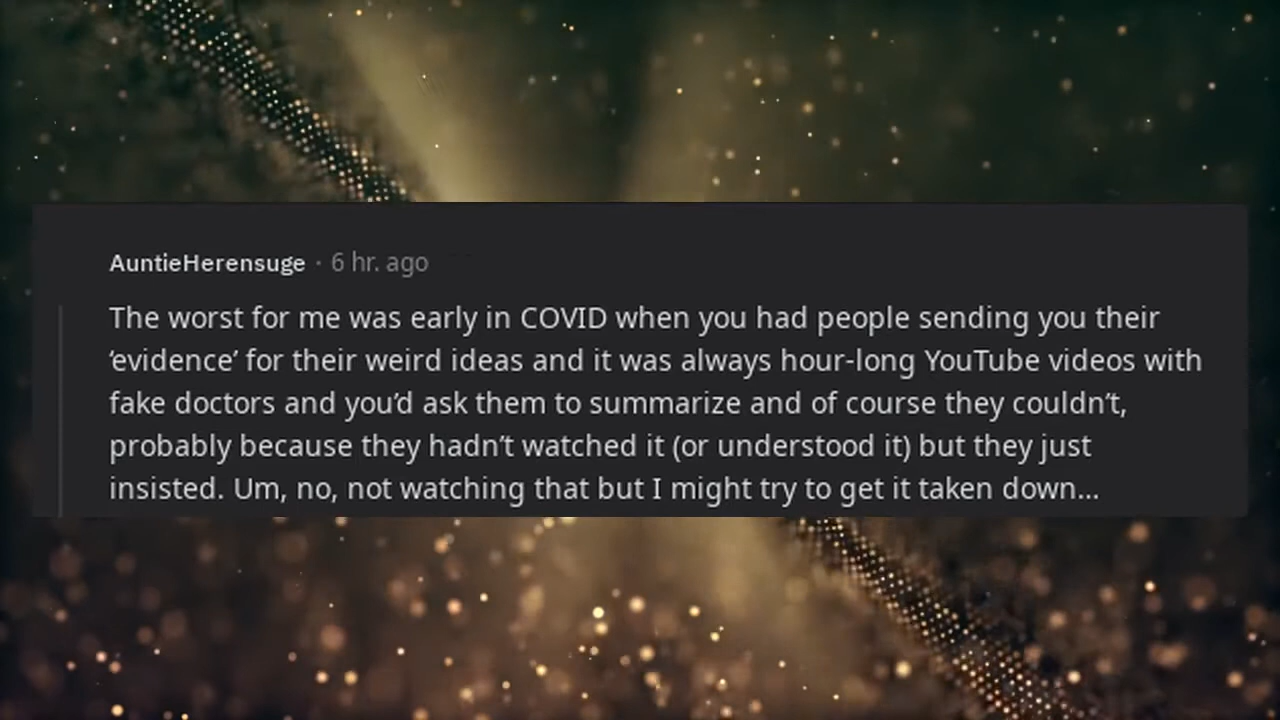 AuntieHerensuge · 6 hr. ago
The worst for me was early in COVID when you had people sending you their
‘evidence’ for their weird ideas and it was always hour-long YouTube videos with
fake doctors and you’d ask them to summarize and of course they couldn’t,
probably because they hadn’t watched it (or understood it) but they just
insisted. Um, no, not watching that but I might try to get it taken down...